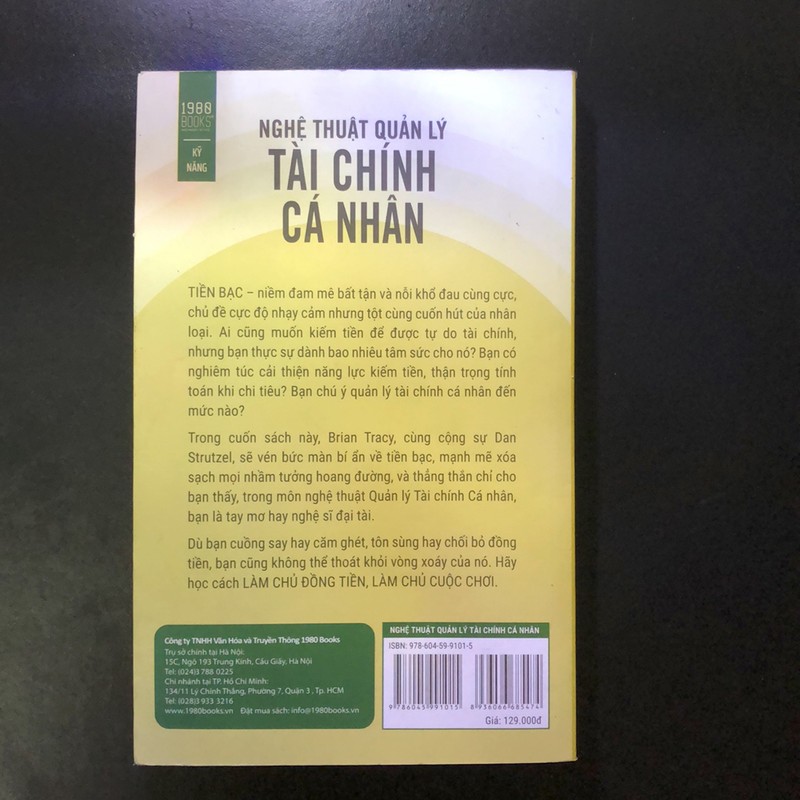 1980
BOOKS
KỸ
NĂNG
NGHỆ THUẬT QUẢN LÝ
TÀI CHÍNH
CÁ NHÂN
TIỀN BẠC – niềm đam mê bất tận và nỗi khổ đau cùng cực,
chủ đề cực độ nhạy cảm nhưng tột cùng cuốn hút của nhân
loại. Ai cũng muốn kiếm tiền để được tự do tài chính,
nhưng bạn thực sự dành bao nhiêu tâm sức cho nó? Bạn có
nghiêm túc cải thiện năng lực kiếm tiền, thận trọng tính
toán khi chi tiêu? Bạn chú ý quản lý tài chính cá nhân đến
mức nào?
Trong cuốn sách này, Brian Tracy, cùng cộng sự Dan
Strutzel, sẽ vén bức màn bí ẩn về tiền bạc, mạnh mẽ xóa
sạch mọi nhầm tưởng hoang đường, và thẳng thắn chỉ cho
bạn thấy, trong môn nghệ thuật Quản lý Tài chính Cá nhân,
bạn là tay mơ hay nghệ sĩ đại tài.
Dù bạn cuồng say hay căm ghét, tôn sùng hay chối bỏ đồng
tiền, bạn cũng không thể thoát khỏi vòng xoáy của nó. Hãy
học cách LÀM CHỦ ĐỒNG TIỀN, LÀM CHỦ CUỘC CHƠI.
Công ty TNHH Văn Hóa và Truyền Thông 1980 Books
Trụ sở chính tại Hà Nội:
15C, Ngõ 193 Trung Kính, Cầu Giấy, Hà Nội
Tel: (024)3 788 0225
Chi nhánh tại TP. Hồ Chí Minh:
134/11 Lý Chính Thắng, Phường 7, Quận 3 , Tp. HCM
Tel: (028)3 933 3216
www.1980books.vn Đặt mua sách: info@1980books.vn
NGHỆ THUẬT QUẢN LÝ TÀI CHÍNH CÁ NHÂN
ISBN: 978-604-59-9101-5
9 786045 991015
8 936066 685474
Giá: 129.000đ